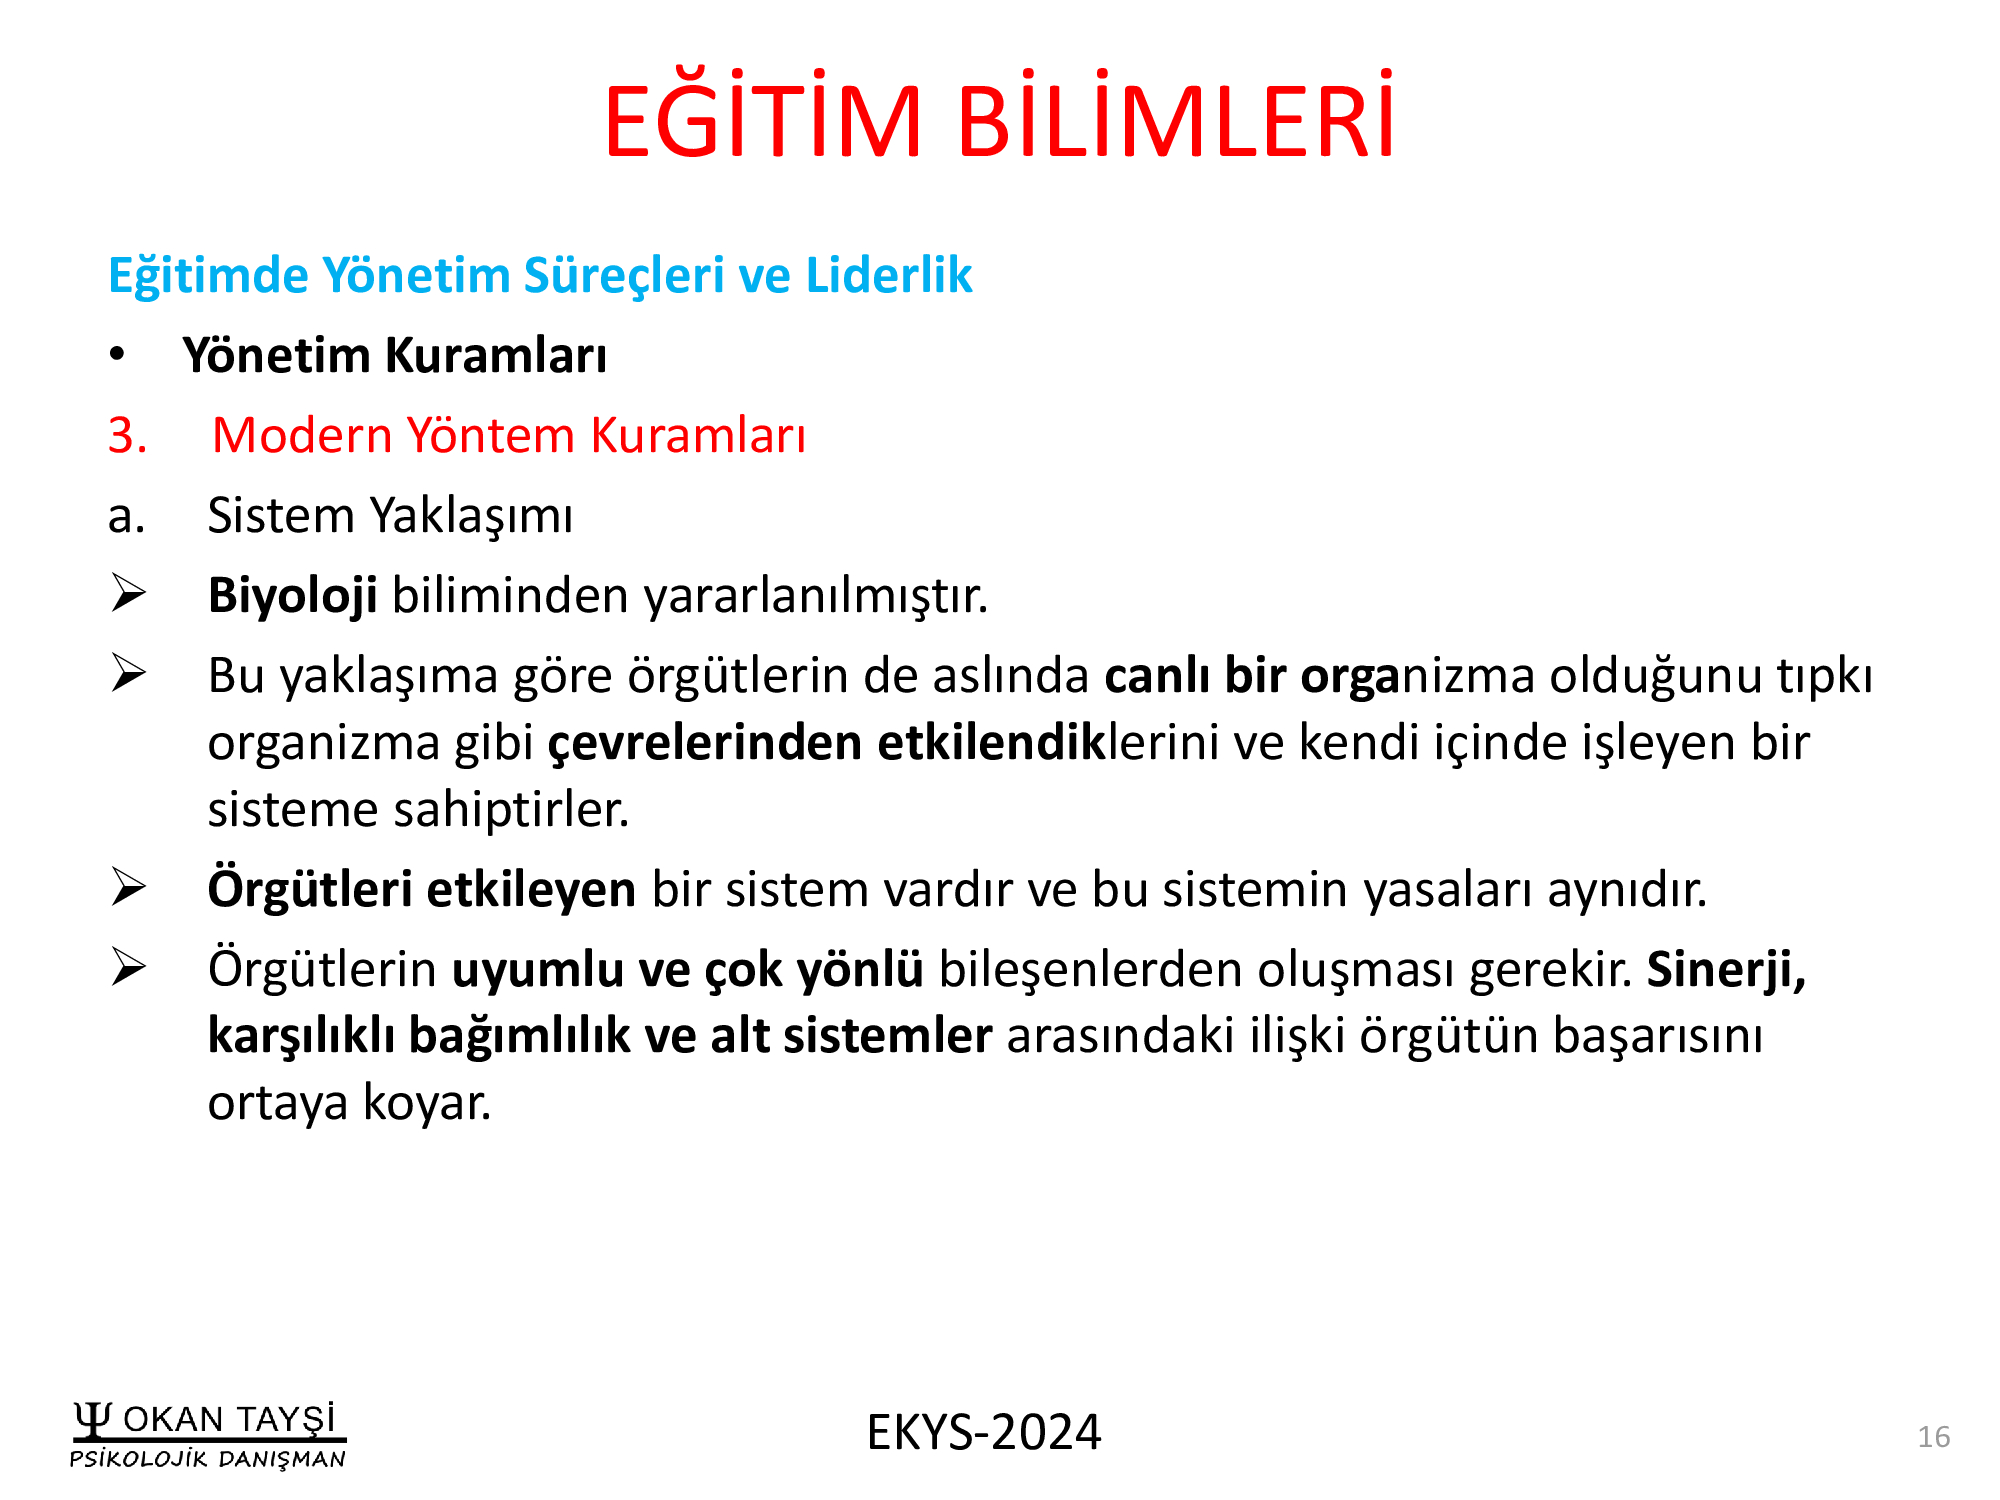 EĞİTİM BİLİMLERİ
Eğitimde Yönetim Süreçleri ve Liderlik
• Yönetim Kuramları
3. Modern Yöntem Kuramları
a. Sistem Yaklaşımı
➢ Biyoloji biliminden yararlanılmıştır.
➢ Bu yaklaşıma göre örgütlerin de aslında canlı bir organizma olduğunu tıpkı
organizma gibi çevrelerinden etkilendiklerini ve kendi içinde işleyen bir
sisteme sahiptirler.
➢ Örgütleri etkileyen bir sistem vardır ve bu sistemin yasaları aynıdır.
➢ Örgütlerin uyumlu ve çok yönlü bileşenlerden oluşması gerekir. Sinerji,
karşılıklı bağımlılık ve alt sistemler arasındaki ilişki örgütün başarısını
ortaya koyar.
Ψ OKAN TAYŞİ
PSİKOLOJİK DANIŞMAN
EKYS-2024
16